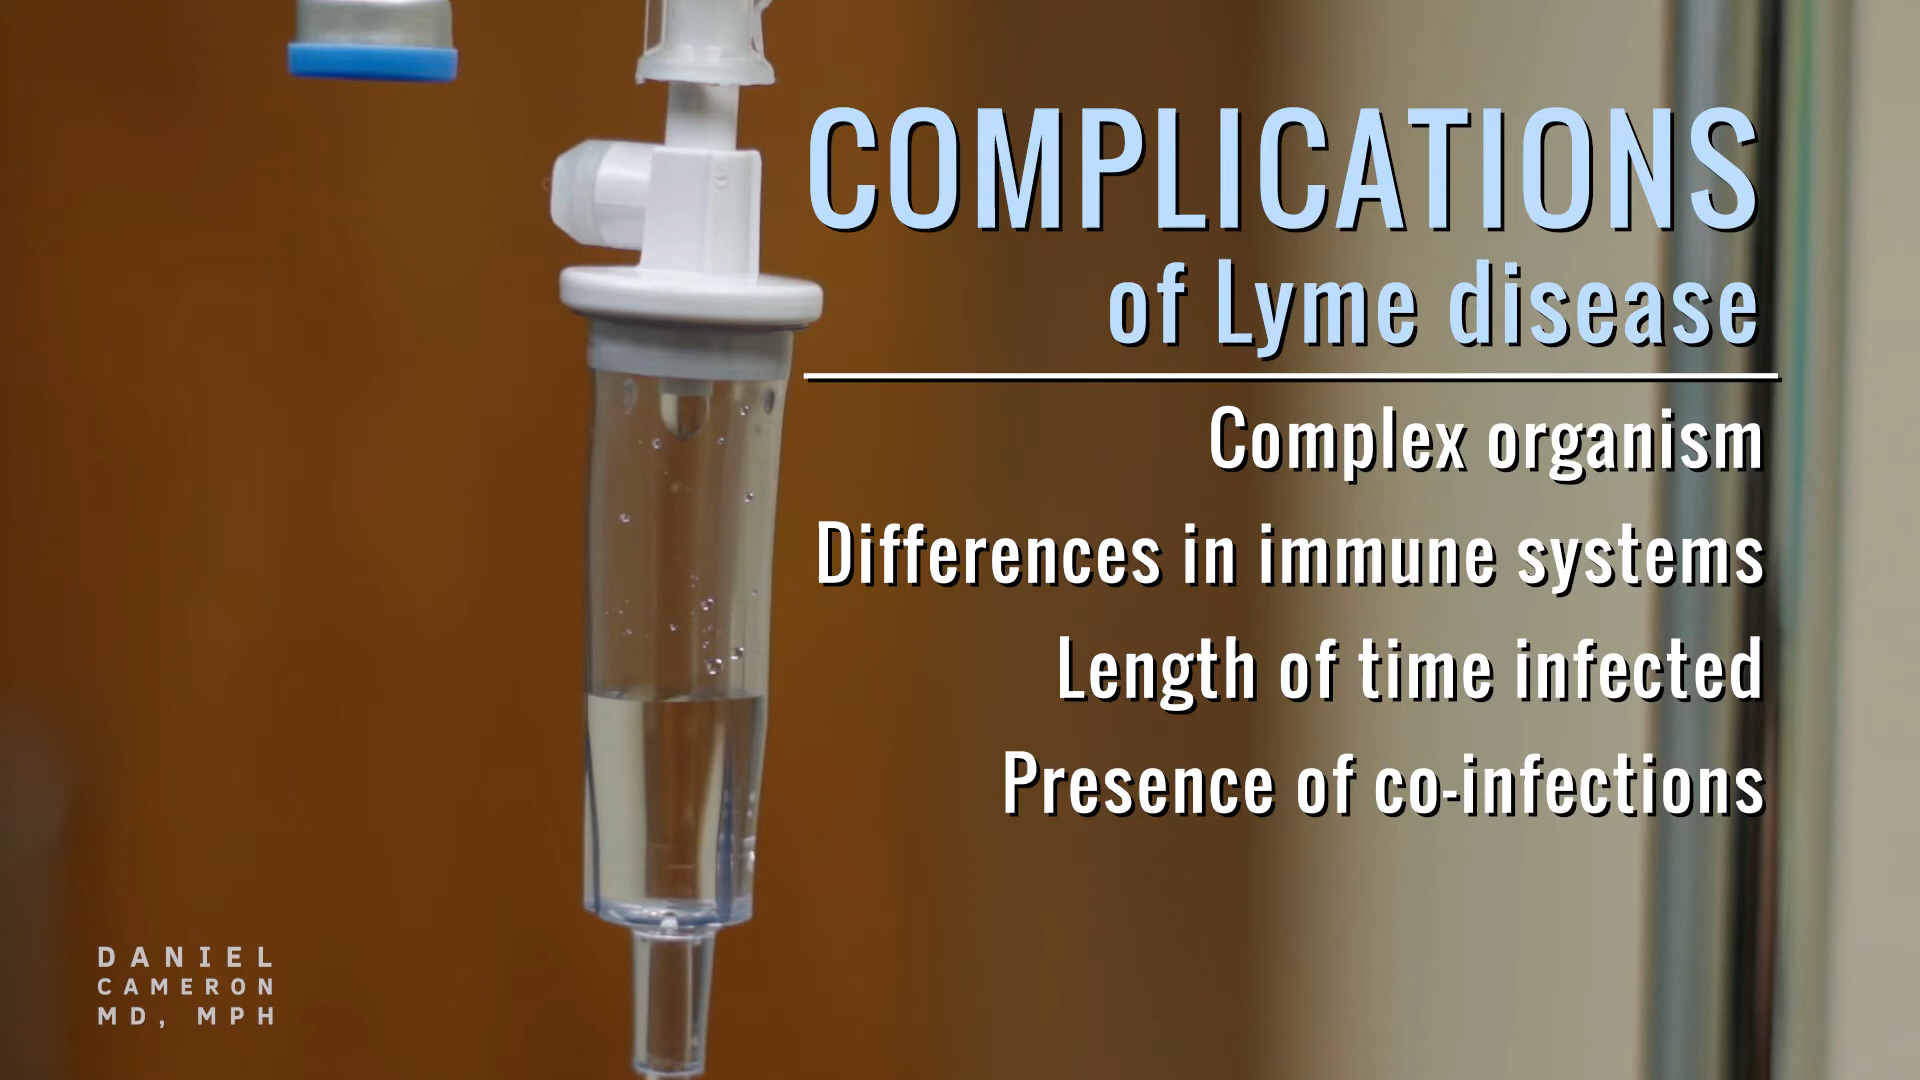 COMPLICATIONS
of Lyme disease
Complex organism
Differences in immune systems
Length of time infected
Presence of co-infections
DANIEL
CAMERON
MD, MPH